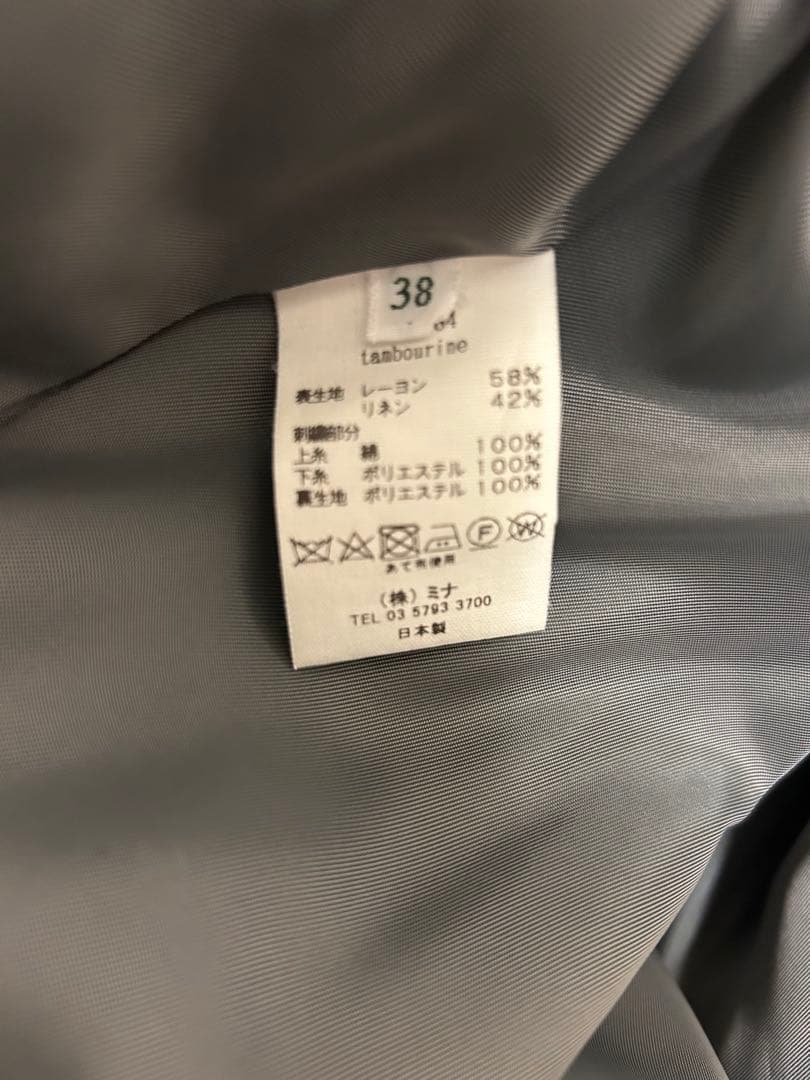 38
64
tambourine
表生地 レーヨン 58%
リネン 42%
刺繍部分
上糸 綿 100%
下糸 ポリエステル 100%
裏生地 ポリエステル 100%
F W
あて布使用
(株) ミナ
TEL 03 5793 3700
日本製